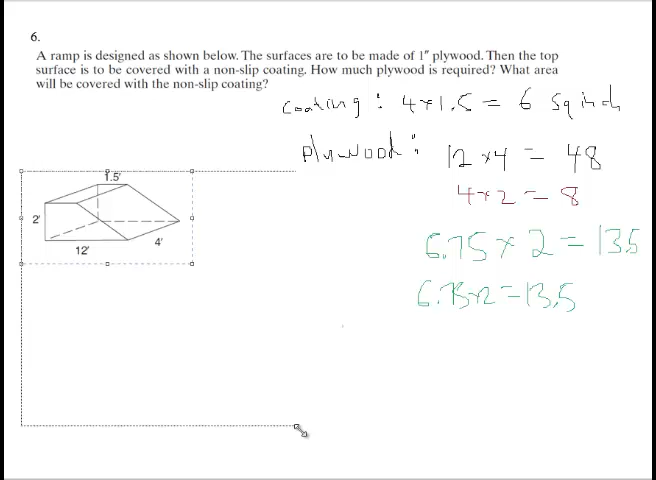 6.
A ramp is designed as shown below. The surfaces are to be made of 1″ plywood. Then the top
surface is to be covered with a non-slip coating. How much plywood is required? What area
will be covered with the non-slip coating?
coating : 4×1.5 = 6 sq inch
plywood : 12×4 = 48
4×2 = 8
6.75×2 = 13.5
6.75×2=13.5
1.5'
2'
12'
4'